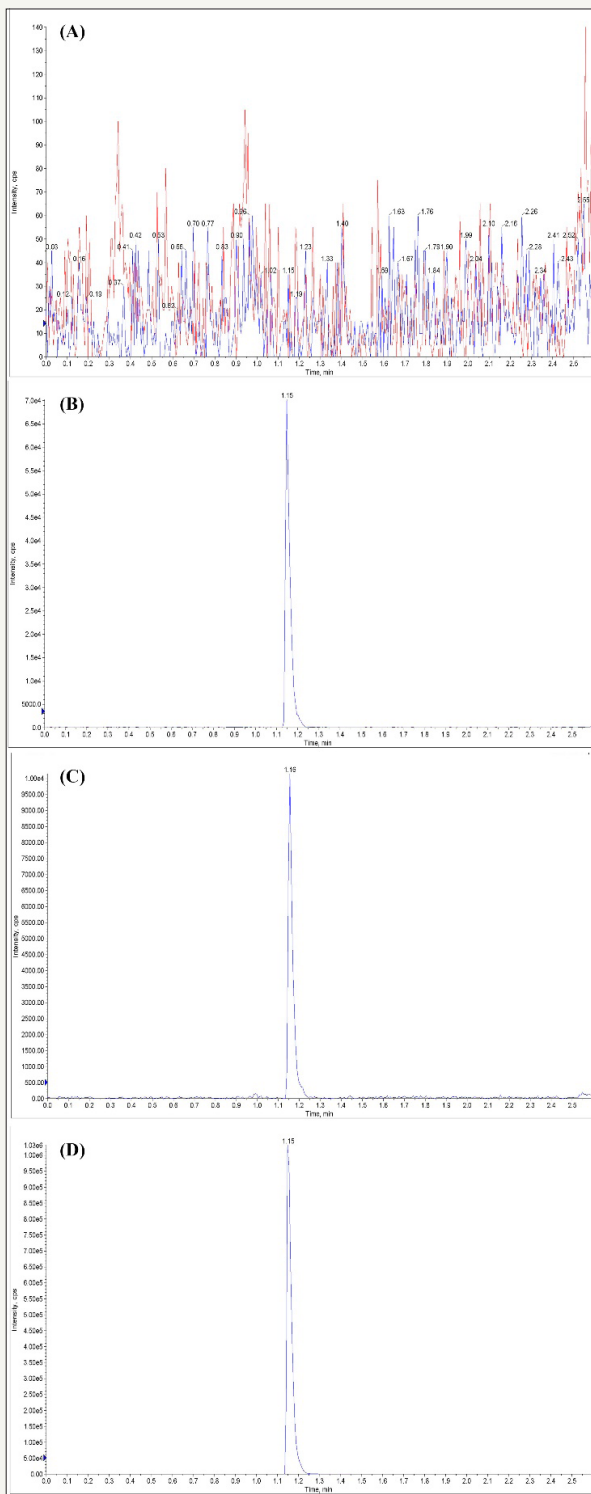 (A)
Intensity, cps
140
130
120
110
100
90
80
70
60
50
40
30
20
10
0
0.03 0.12 0.16 0.18 0.37 0.41 0.42 0.53 0.70 0.77 0.83 0.90 0.96 1.02 1.15 1.19 1.23 1.33 1.40 1.59 1.63 1.67 1.76 1.84 1.90 1.99 2.04 2.10 2.16 2.26 2.28 2.34 2.41 2.43 2.52
0.0 0.1 0.2 0.3 0.4 0.5 0.6 0.7 0.8 0.9 1.0 1.1 1.2 1.3 1.4 1.5 1.6 1.7 1.8 1.9 2.0 2.1 2.2 2.3 2.4 2.5
Time, min
(B)
1.15
Intensity, cps
7.0e4
6.5e4
6.0e4
5.5e4
5.0e4
4.5e4
4.0e4
3.5e4
3.0e4
2.5e4
2.0e4
1.5e4
1.0e4
5000.0
0.0
0.0 0.1 0.2 0.3 0.4 0.5 0.6 0.7 0.8 0.9 1.0 1.1 1.2 1.3 1.4 1.5 1.6 1.7 1.8 1.9 2.0 2.1 2.2 2.3 2.4 2.5
Time, min
(C)
1.16
Intensity, cps
1.00e4
9500.00
9000.00
8500.00
8000.00
7500.00
7000.00
6500.00
6000.00
5500.00
5000.00
4500.00
4000.00
3500.00
3000.00
2500.00
2000.00
1500.00
1000.00
500.00
0.00
0.0 0.1 0.2 0.3 0.4 0.5 0.6 0.7 0.8 0.9 1.0 1.1 1.2 1.3 1.4 1.5 1.6 1.7 1.8 1.9 2.0 2.1 2.2 2.3 2.4 2.5
Time, min
(D)
1.15
Intensity, cps
1.03e6
1.00e6
9.50e5
9.00e5
8.50e5
8.00e5
7.50e5
7.00e5
6.50e5
6.00e5
5.50e5
5.00e5
4.50e5
4.00e5
3.50e5
3.00e5
2.50e5
2.00e5
1.50e5
1.00e5
5.00e4
0.00
0.0 0.1 0.2 0.3 0.4 0.5 0.6 0.7 0.8 0.9 1.0 1.1 1.2 1.3 1.4 1.5 1.6 1.7 1.8 1.9 2.0 2.1 2.2 2.3 2.4 2.5
Time, min